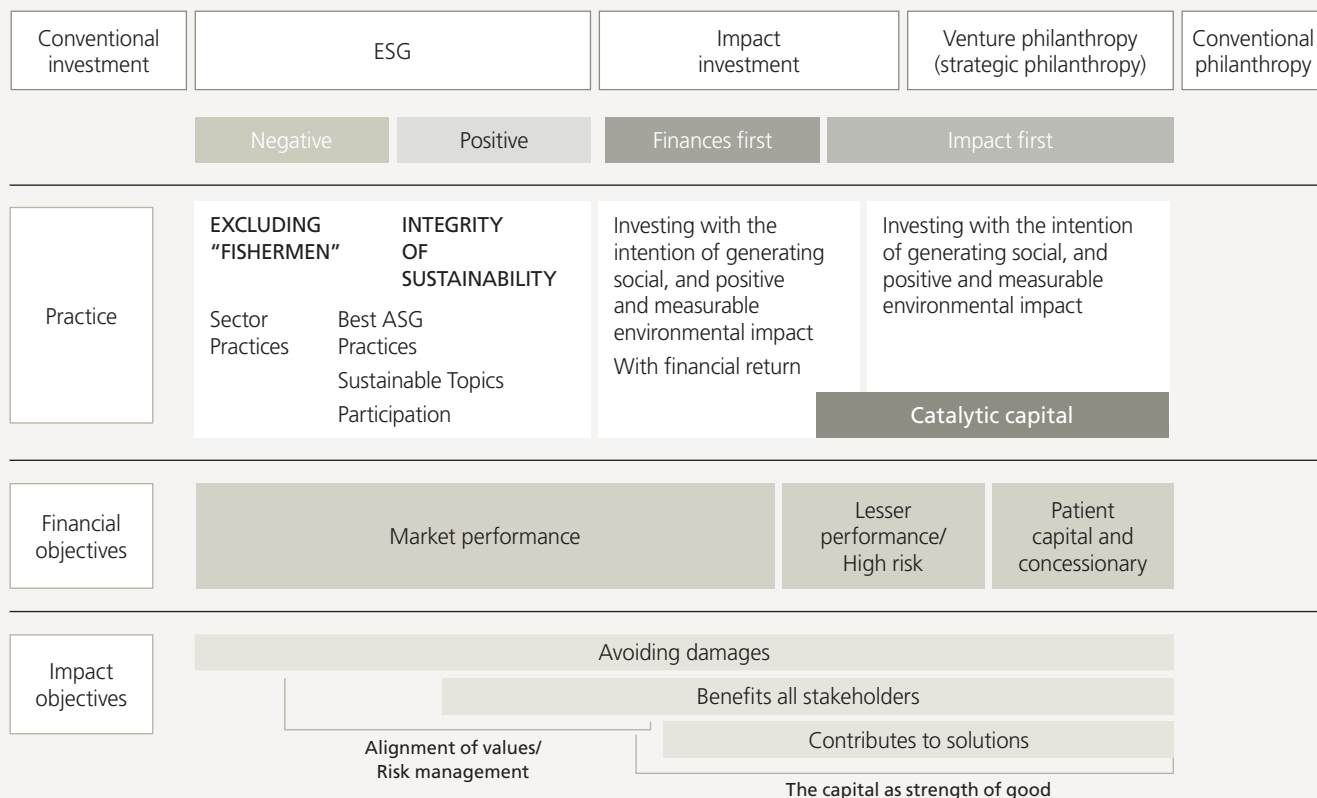 Conventional
investment
ESG
Impact
investment
Venture philanthropy
(strategic philanthropy)
Conventional
philanthropy
Negative
Positive
Finances first
Impact first
Practice
EXCLUDING
"FISHERMEN"
INTEGRITY
OF
SUSTAINABILITY
Sector
Practices
Best ASG
Practices
Sustainable Topics
Participation
Investing with the
intention of generating
social, and positive
and measurable
environmental impact
With financial return
Investing with the intention
of generating social, and
positive and measurable
environmental impact
Catalytic capital
Financial
objectives
Market performance
Lesser
performance/
High risk
Patient
capital and
concessionary
Impact
objectives
Avoiding damages
Benefits all stakeholders
Contributes to solutions
Alignment of values/
Risk management
The capital as strength of good